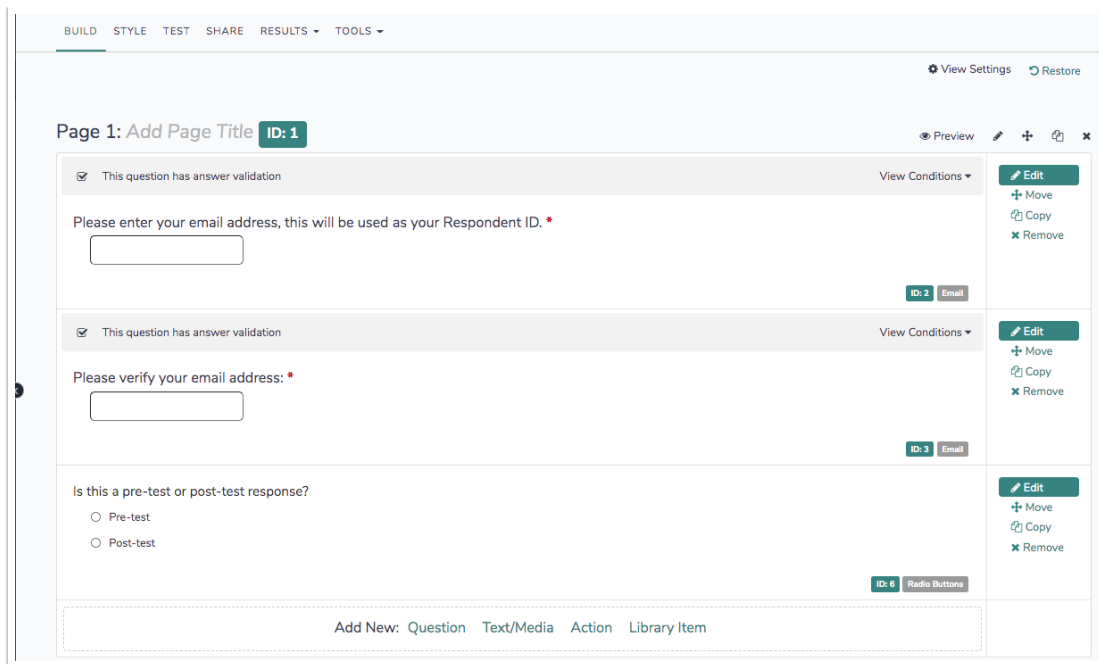 BUILD STYLE TEST SHARE RESULTS TOOLS
View Settings Restore
Page 1: Add Page Title ID: 1
Preview
This question has answer validation View Conditions
Edit
Move
Copy
Remove
Please enter your email address, this will be used as your Respondent ID. *
ID: 2 Email
This question has answer validation View Conditions
Edit
Move
Copy
Remove
Please verify your email address: *
ID: 3 Email
Is this a pre-test or post-test response?
Pre-test
Post-test
Edit
Move
Copy
Remove
ID: 6 Radio Buttons
Add New: Question Text/Media Action Library Item